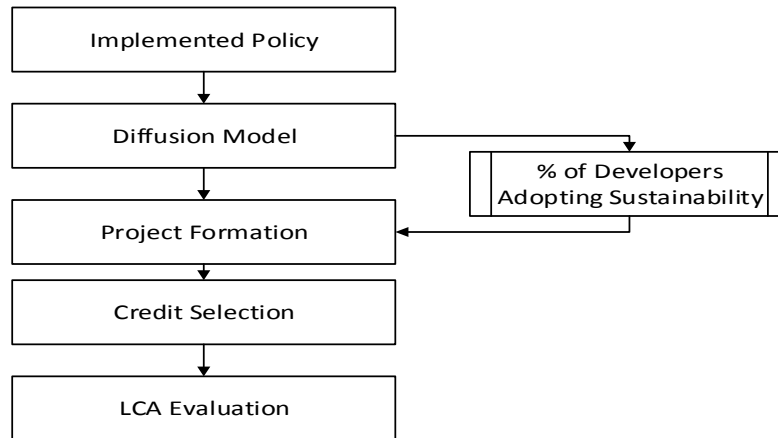 Implemented Policy
Diffusion Model
% of Developers
Adopting Sustainability
Project Formation
Credit Selection
LCA Evaluation